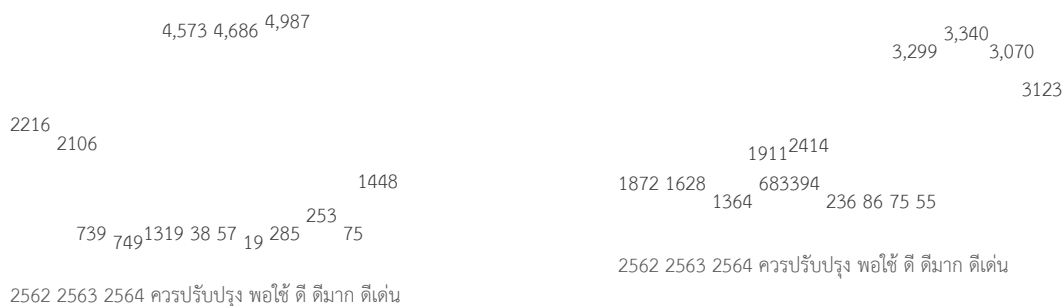 4,573 4,686 4,987
2216
2106
1448
253
739 749 1319 38 57 19 285 75
2562 2563 2564 ควรปรับปรุง พอใช้ ดี ดีมาก ดีเด่น
3,340
3,299 3,070
3123
1911 2414
1872 1628 683 394
1364 236 86 75 55
2562 2563 2564 ควรปรับปรุง พอใช้ ดี ดีมาก ดีเด่น